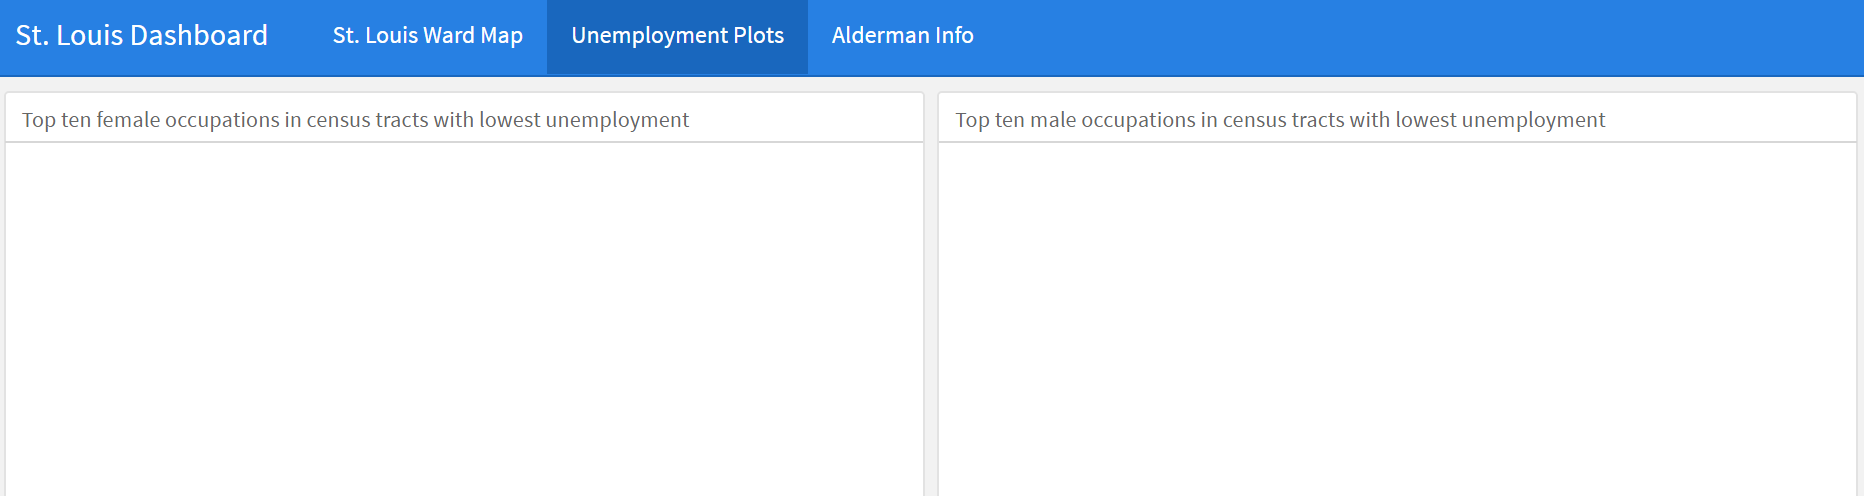 St. Louis Dashboard St. Louis Ward Map Unemployment Plots Alderman Info
Top ten female occupations in census tracts with lowest unemployment
Top ten male occupations in census tracts with lowest unemployment